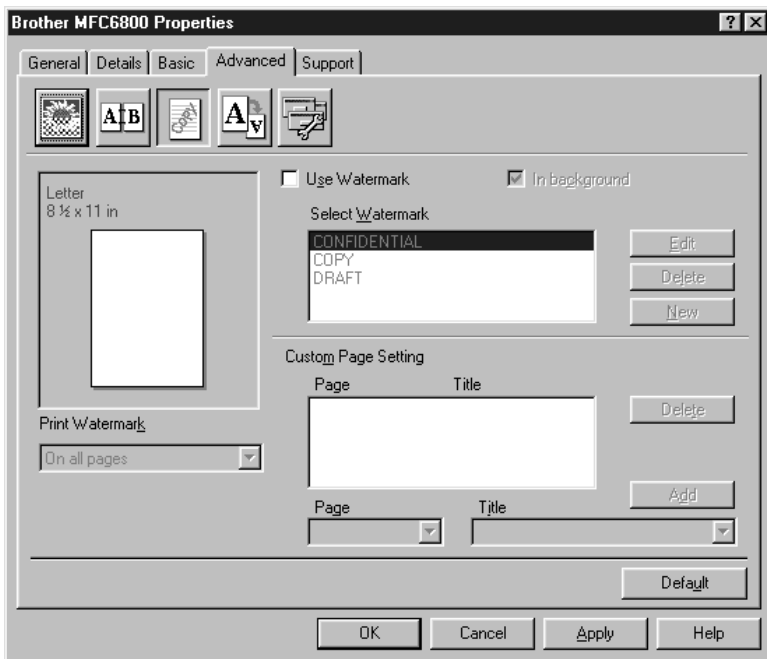 Brother MFC6800 Properties
General Details Basic Advanced Support
A B COPY A A
Letter
8 ½ x 11 in
Use Watermark In background
Select Watermark
CONFIDENTIAL
COPY
DRAFT
Edit
Delete
New
Custom Page Setting
Page Title
Delete
Print Watermark
On all pages
Add
Page Title
Default
OK Cancel Apply Help